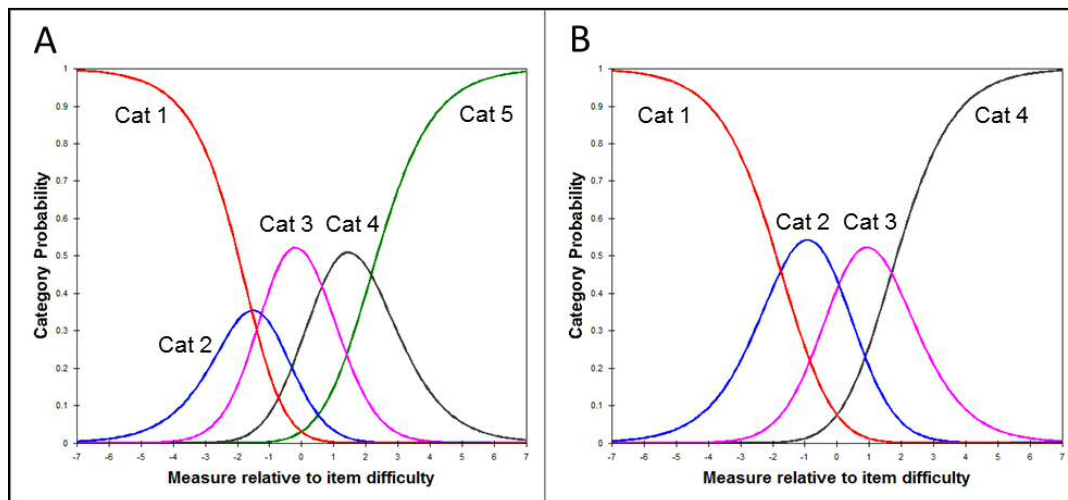 A
Category Probability
1
0.9
0.8
0.7
0.6
0.5
0.4
0.3
0.2
0.1
0
Cat 1
Cat 5
Cat 3
Cat 4
Cat 2
-7 -6 -5 -4 -3 -2 -1 0 1 2 3 4 5 6 7
Measure relative to item difficulty
B
Category Probability
1
0.9
0.8
0.7
0.6
0.5
0.4
0.3
0.2
0.1
0
Cat 1
Cat 4
Cat 2
Cat 3
-7 -6 -5 -4 -3 -2 -1 0 1 2 3 4 5 6 7
Measure relative to item difficulty